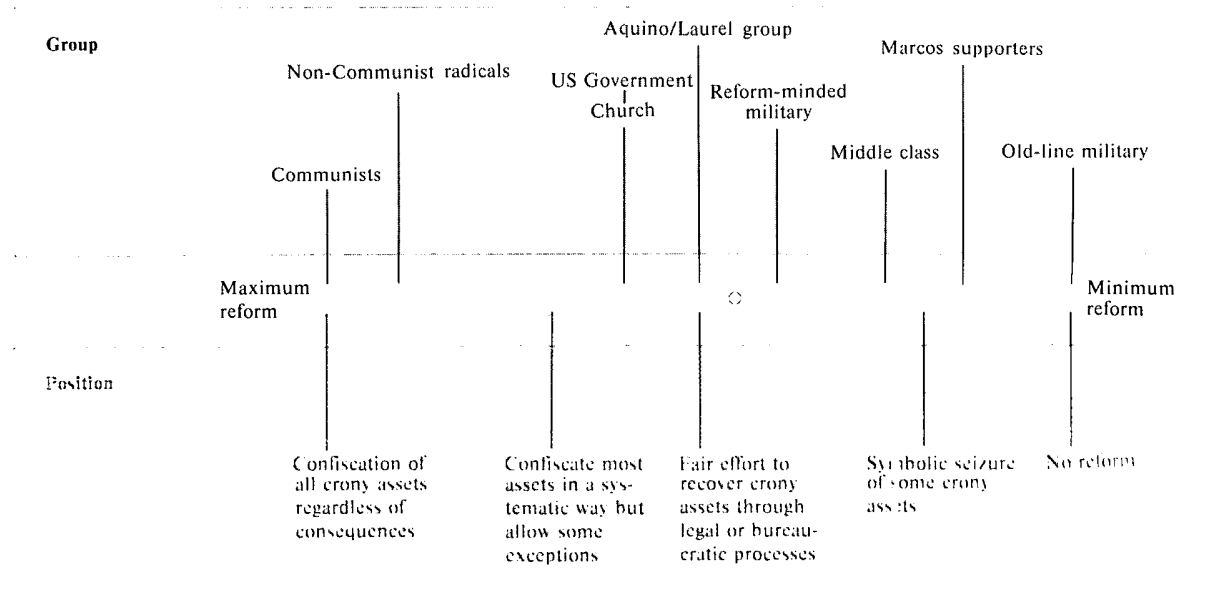 Group
Aquino/Laurel group
Marcos supporters
Non-Communist radicals
US Government
Church
Reform-minded
military
Middle class
Old-line military
Communists
Maximum
reform
Minimum
reform
Position
Confiscation of
all crony assets
regardless of
consequences
Confiscate most
assets in a sys-
tematic way but
allow some
exceptions
Fair effort to
recover crony
assets through
legal or bureau-
cratic processes
Symbolic seizure
of some crony
assets
No reform